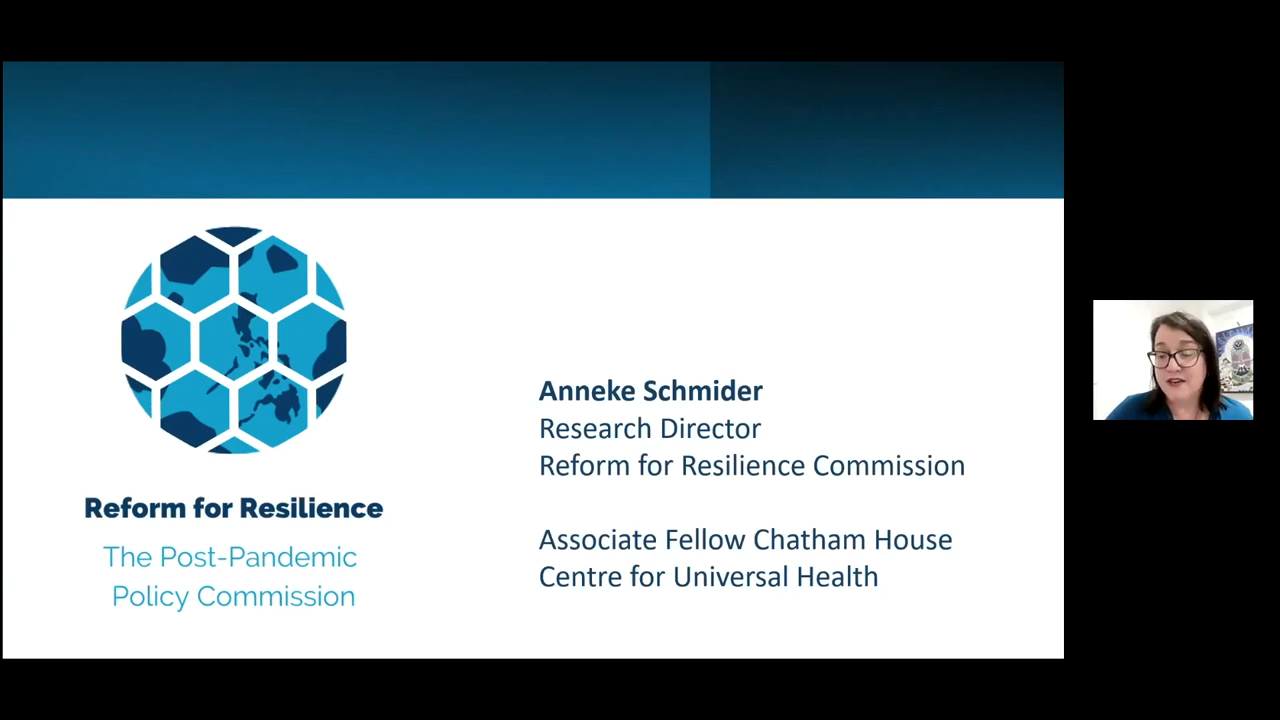 Anneke Schmider
Research Director
Reform for Resilience Commission
Associate Fellow Chatham House
Centre for Universal Health
Reform for Resilience
The Post-Pandemic
Policy Commission